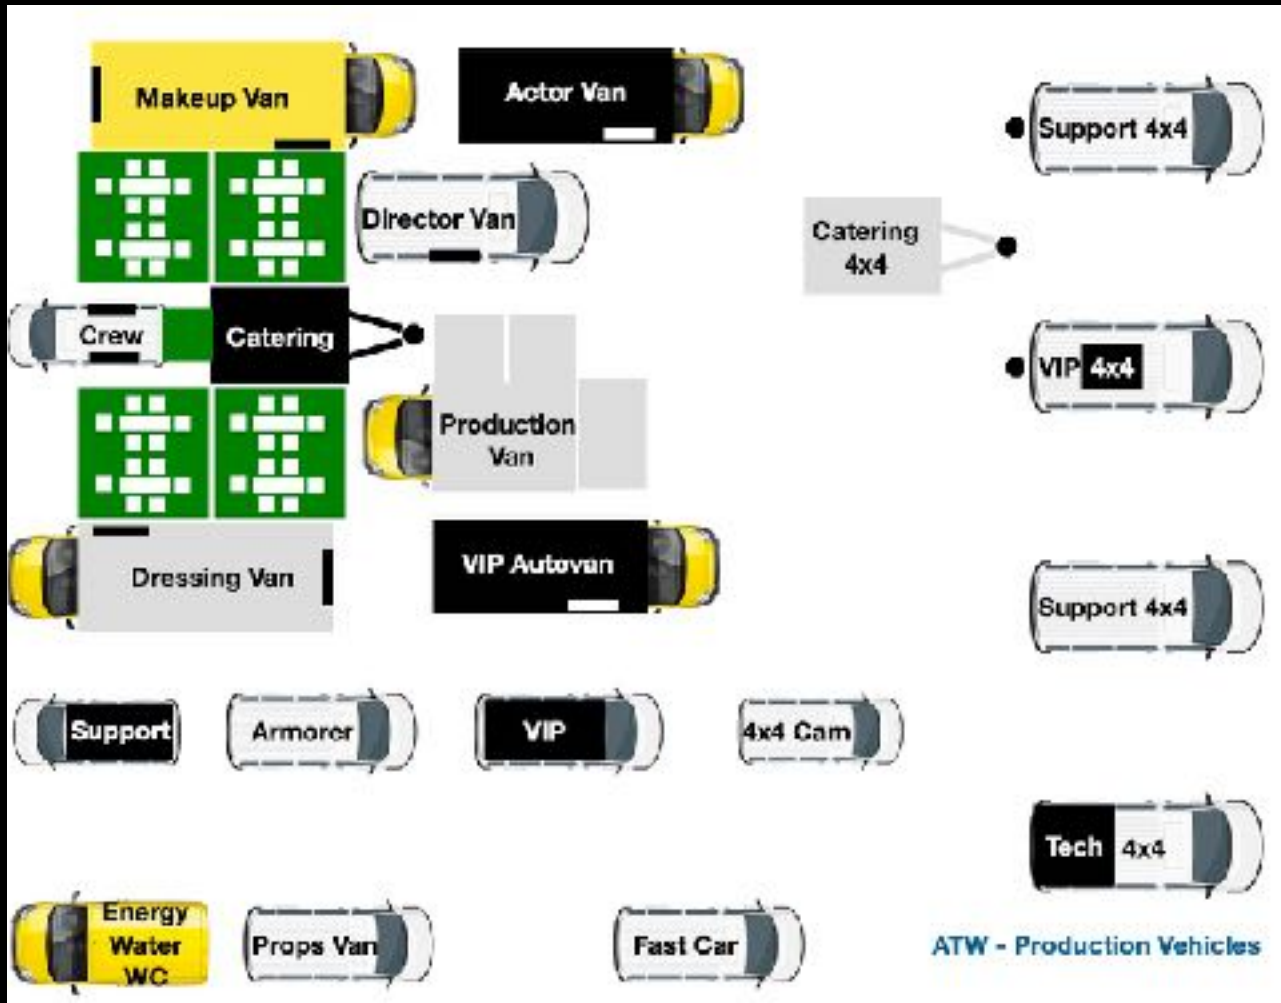 Makeup Van
Actor Van
Support 4x4
Director Van
Catering
4x4
Crew
Catering
VIP 4x4
Production
Van
VIP Autovan
Dressing Van
Support 4x4
Support
Armorer
VIP
4x4 Cam
Tech 4x4
Energy
Water
WC
Props Van
Fast Car
ATW - Production Vehicles